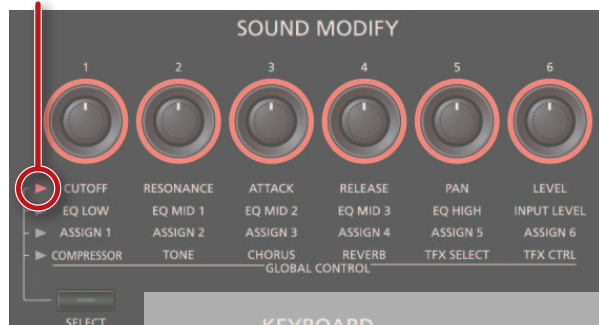 SOUND MODIFY
1 2 3 4 5 6
CUTOFF RESONANCE ATTACK RELEASE PAN LEVEL
EQ LOW EQ MID 1 EQ MID 2 EQ MID 3 EQ HIGH INPUT LEVEL
ASSIGN 1 ASSIGN 2 ASSIGN 3 ASSIGN 4 ASSIGN 5 ASSIGN 6
COMPRESSOR TONE CHORUS REVERB TFX SELECT TFX CTRL
GLOBAL CONTROL
SELECT
KEYBOARD